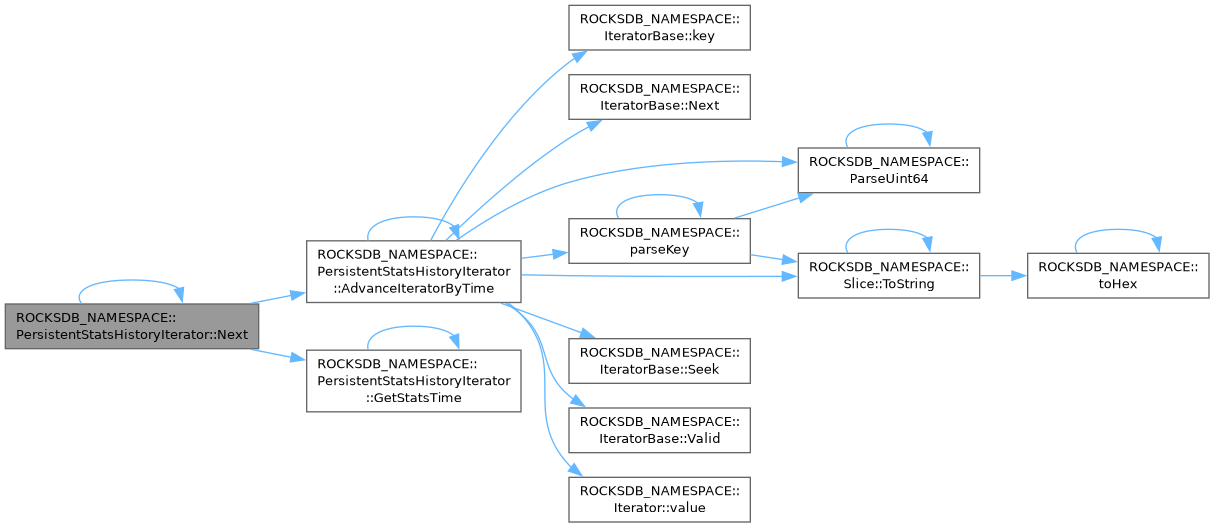 ROCKSDB_NAMESPACE::
PersistentStatsHistoryIterator::Next
ROCKSDB_NAMESPACE::
PersistentStatsHistoryIterator
::AdvanceIteratorByTime
ROCKSDB_NAMESPACE::
PersistentStatsHistoryIterator
::GetStatsTime
ROCKSDB_NAMESPACE::
IteratorBase::key
ROCKSDB_NAMESPACE::
IteratorBase::Next
ROCKSDB_NAMESPACE::
parseKey
ROCKSDB_NAMESPACE::
IteratorBase::Seek
ROCKSDB_NAMESPACE::
IteratorBase::Valid
ROCKSDB_NAMESPACE::
Iterator::value
ROCKSDB_NAMESPACE::
ParseUint64
ROCKSDB_NAMESPACE::
Slice::ToString
ROCKSDB_NAMESPACE::
toHex